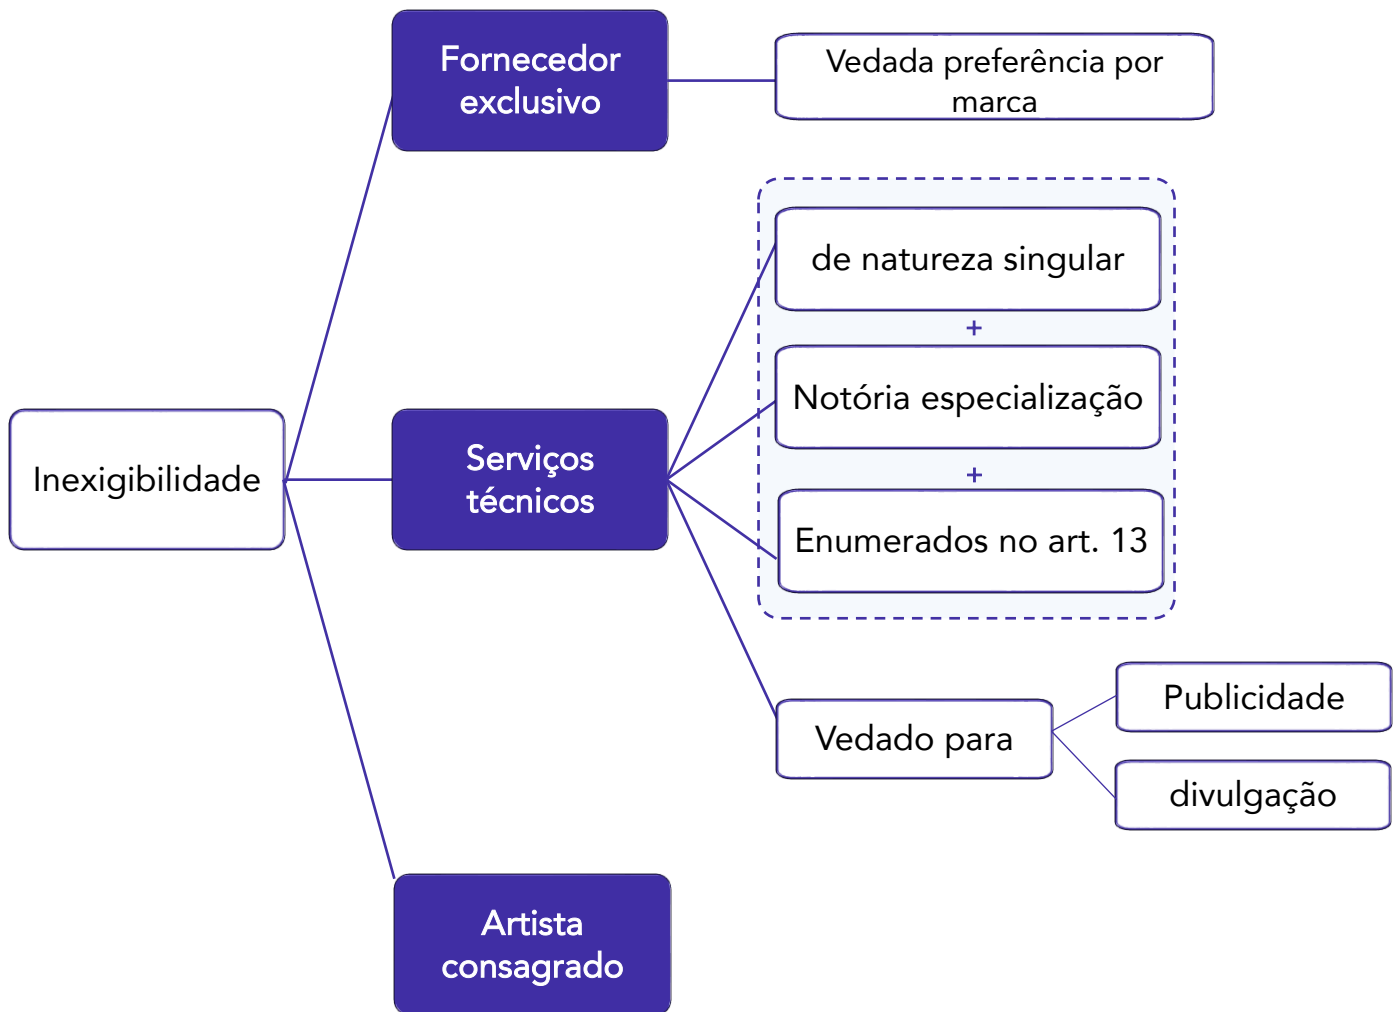 Fornecedor
exclusivo
Vedada preferência por
marca
de natureza singular
+
Notória especialização
+
Enumerados no art. 13
Inexigibilidade
Serviços
técnicos
Vedado para
Publicidade
divulgação
Artista
consagrado